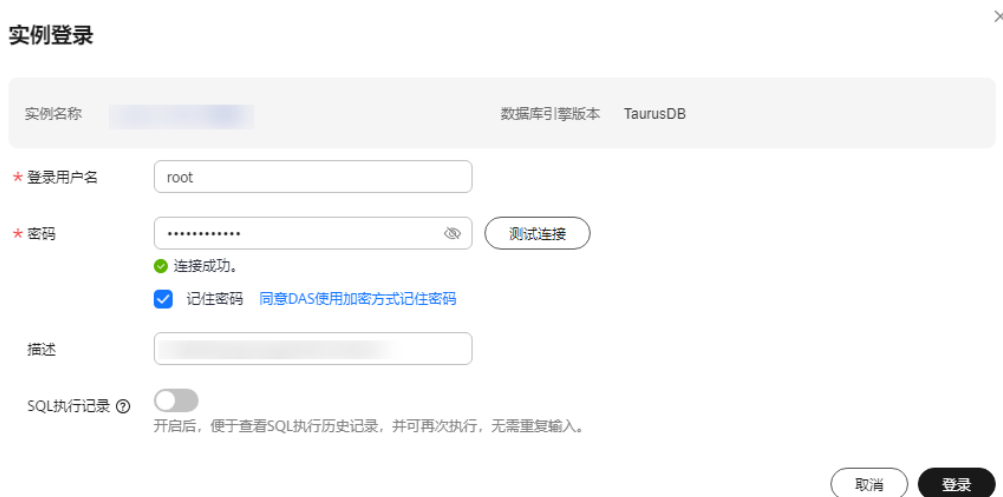 实例登录
实例名称 数据库引擎版本 TaurusDB
* 登录用户名 root
* 密码 •••••••••••• 测试连接
连接成功。
记住密码 同意DAS使用加密方式记住密码
描述
SQL执行记录
开启后，便于查看SQL执行历史记录，并可再次执行，无需重复输入。
取消 登录